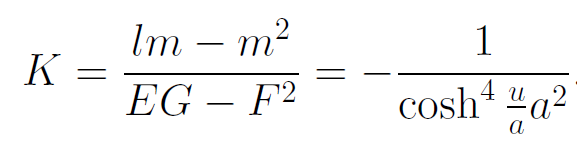 K = \frac{lm - m^2}{EG - F^2} = -\frac{1}{\cosh^4 \frac{u}{a} a^2}.